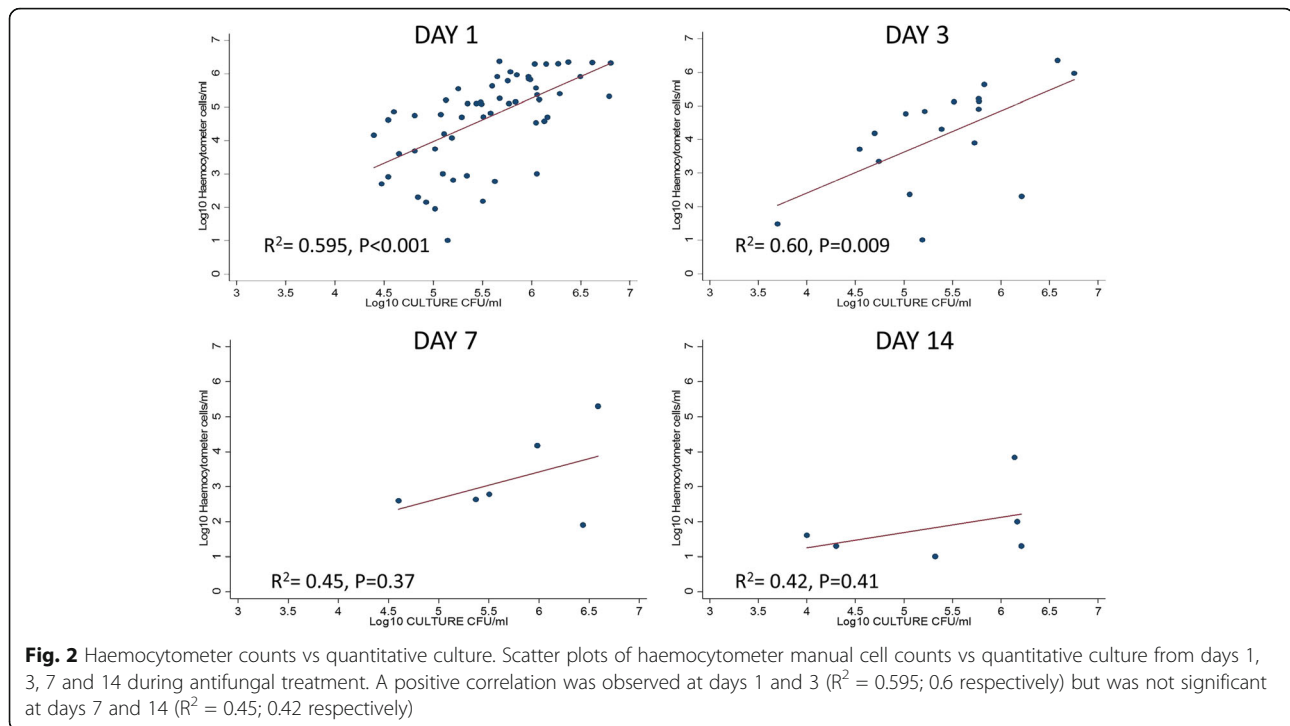 DAY 1
Log10 Haemocytometer cells/ml
7
6
5
4
3
2
1
0
R²= 0.595, P<0.001
3 3.5 4 4.5 5 5.5 6 6.5 7
Log10 CULTURE CFU/ml
DAY 3
Log10 Haemocytometer cells/ml
7
6
5
4
3
2
1
0
R²= 0.60, P=0.009
3 3.5 4 4.5 5 5.5 6 6.5 7
Log10 CULTURE CFU/ml
DAY 7
Log10 Haemocytometer cells/ml
7
6
5
4
3
2
1
0
R²= 0.45, P=0.37
3 3.5 4 4.5 5 5.5 6 6.5 7
Log10 CULTURE CFU/ml
DAY 14
Log10 Haemocytometer cells/ml
7
6
5
4
3
2
1
0
R²= 0.42, P=0.41
3 3.5 4 4.5 5 5.5 6 6.5 7
Log10 CULTURE CFU/ml
Fig. 2 Haemocytometer counts vs quantitative culture. Scatter plots of haemocytometer manual cell counts vs quantitative culture from days 1,
3, 7 and 14 during antifungal treatment. A positive correlation was observed at days 1 and 3 (R² = 0.595; 0.6 respectively) but was not significant
at days 7 and 14 (R² = 0.45; 0.42 respectively)